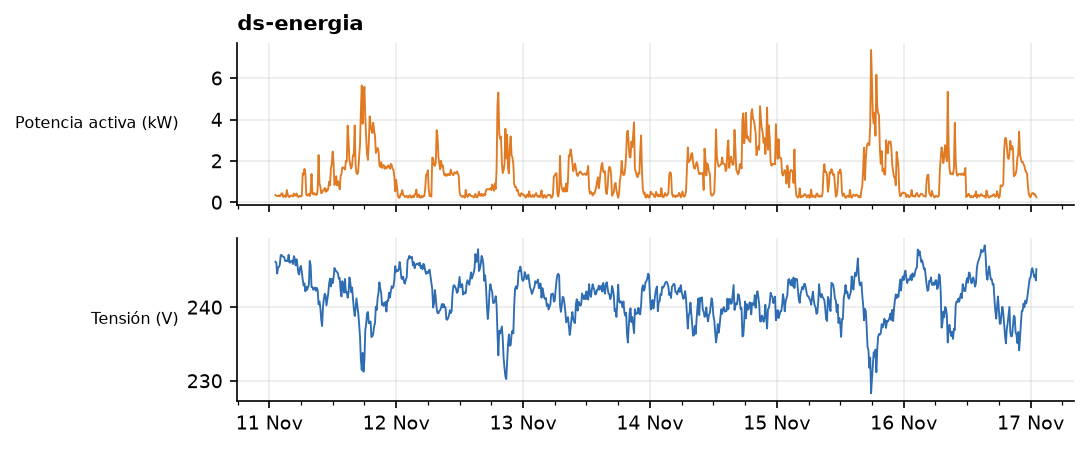 ds-energia
Potencia activa (kW)
6
4
2
0
Tensión (V)
240
230
11 Nov
12 Nov
13 Nov
14 Nov
15 Nov
16 Nov
17 Nov